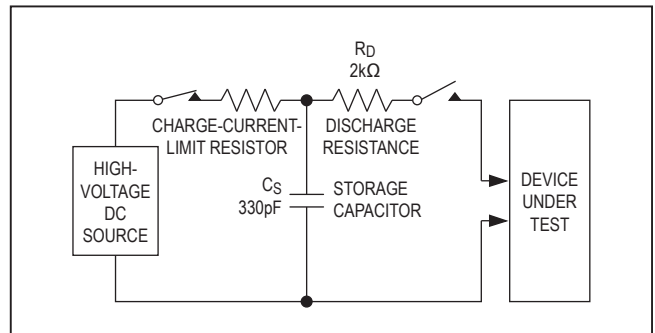 RD
2kΩ
CHARGE-CURRENT-
LIMIT RESISTOR
DISCHARGE
RESISTANCE
HIGH-
VOLTAGE
DC
SOURCE
CS
330pF
STORAGE
CAPACITOR
DEVICE
UNDER
TEST